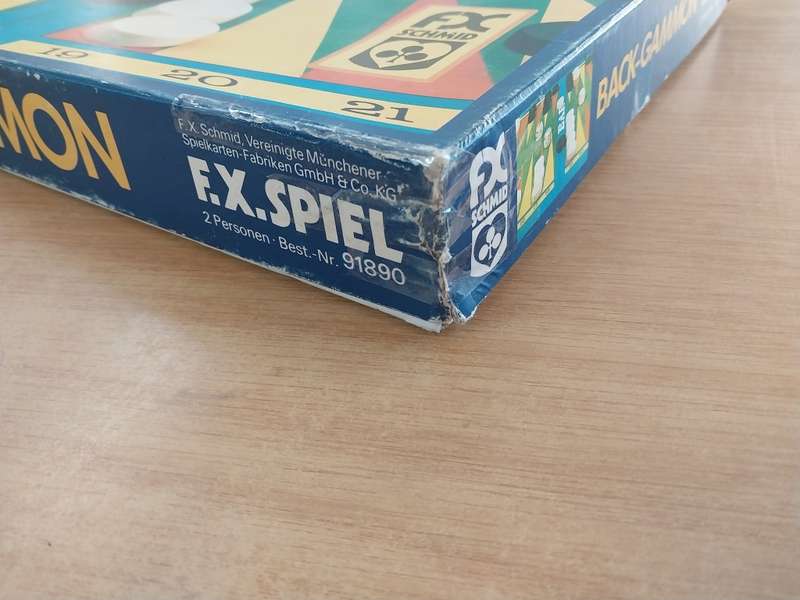 FX
SCHMID
19
20
21
MON
F.X. Schmid, Vereinigte Münchener
Spielkarten-Fabriken GmbH & Co. KG
F.X.SPIEL
2 Personen · Best.-Nr. 91890
FX
SCHMID
BACK-GAMMON